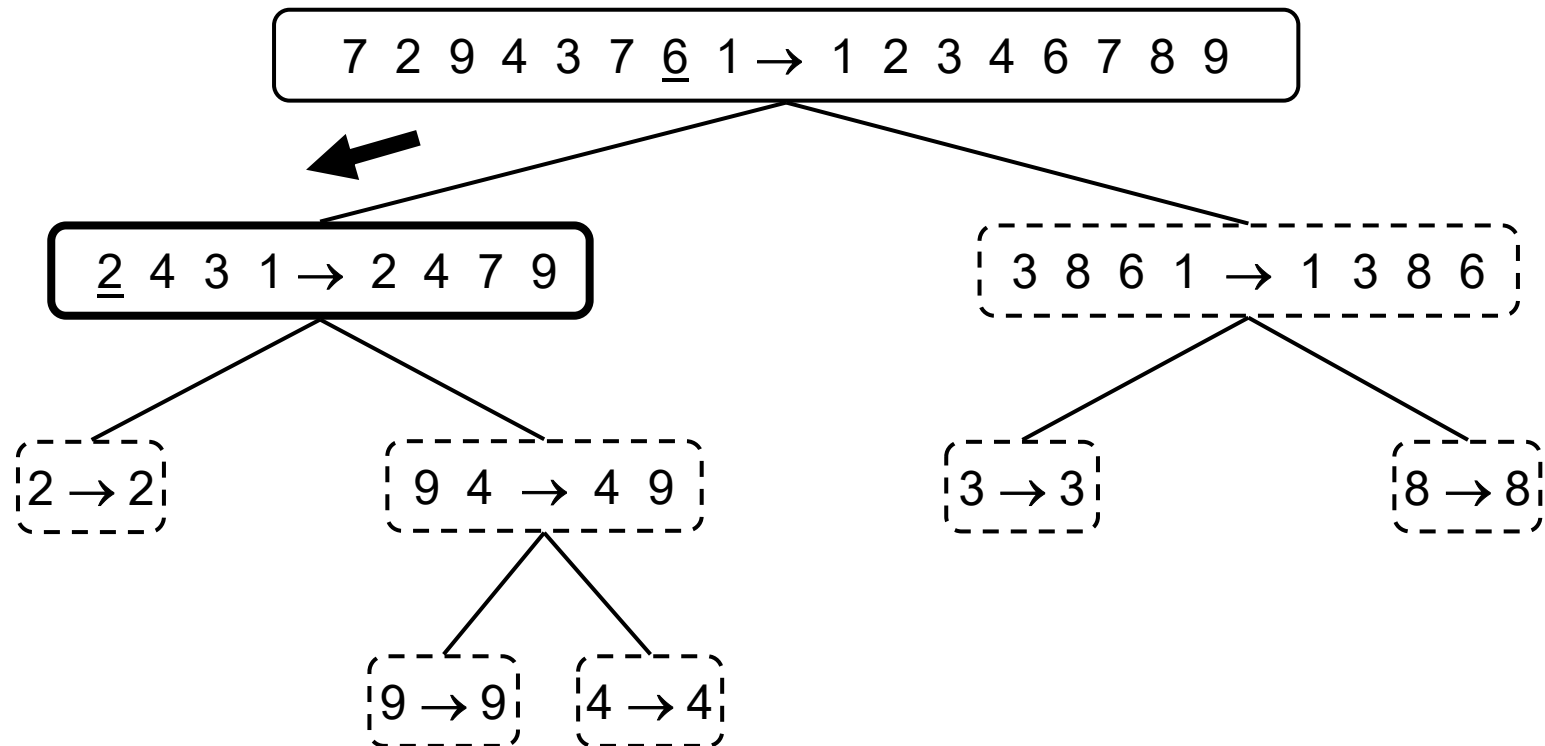 7 2 9 4 3 7 6 1 → 1 2 3 4 6 7 8 9
2 4 3 1 → 2 4 7 9
3 8 6 1 → 1 3 8 6
2 → 2
9 4 → 4 9
3 → 3
8 → 8
9 → 9
4 → 4